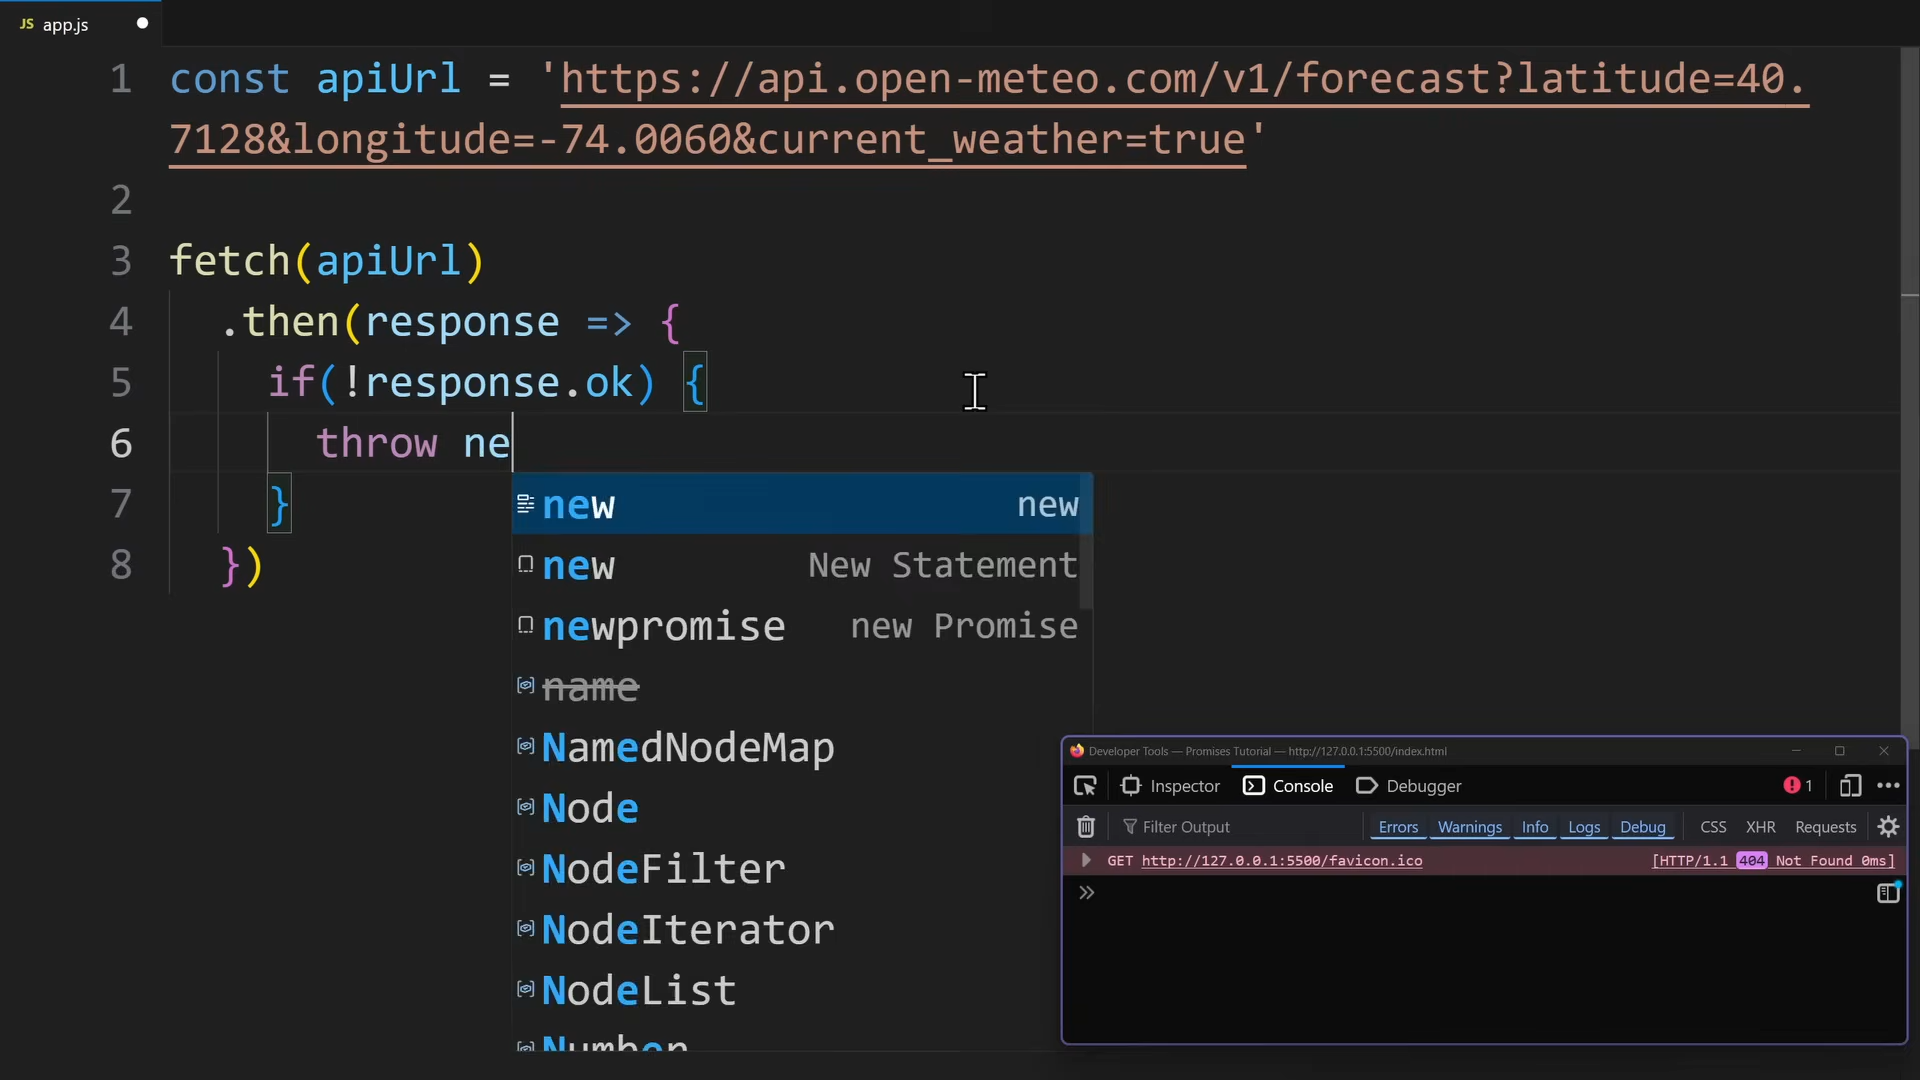 JS app.js
1 const apiUrl = 'https://api.open-meteo.com/v1/forecast?latitude=40.
7128&longitude=-74.0060&current_weather=true'
2
3 fetch(apiUrl)
4 .then(response => {
5 if(!response.ok) {
6 throw ne
7 }
8 })
new new
new New Statement
newpromise new Promise
name
NamedNodeMap
Node
NodeFilter
NodeIterator
NodeList
Number
Developer Tools — Promises Tutorial — http://127.0.0.1:5500/index.html
Inspector Console Debugger 1
Filter Output Errors Warnings Info Logs Debug CSS XHR Requests
GET http://127.0.0.1:5500/favicon.ico [HTTP/1.1 404 Not Found 0ms]